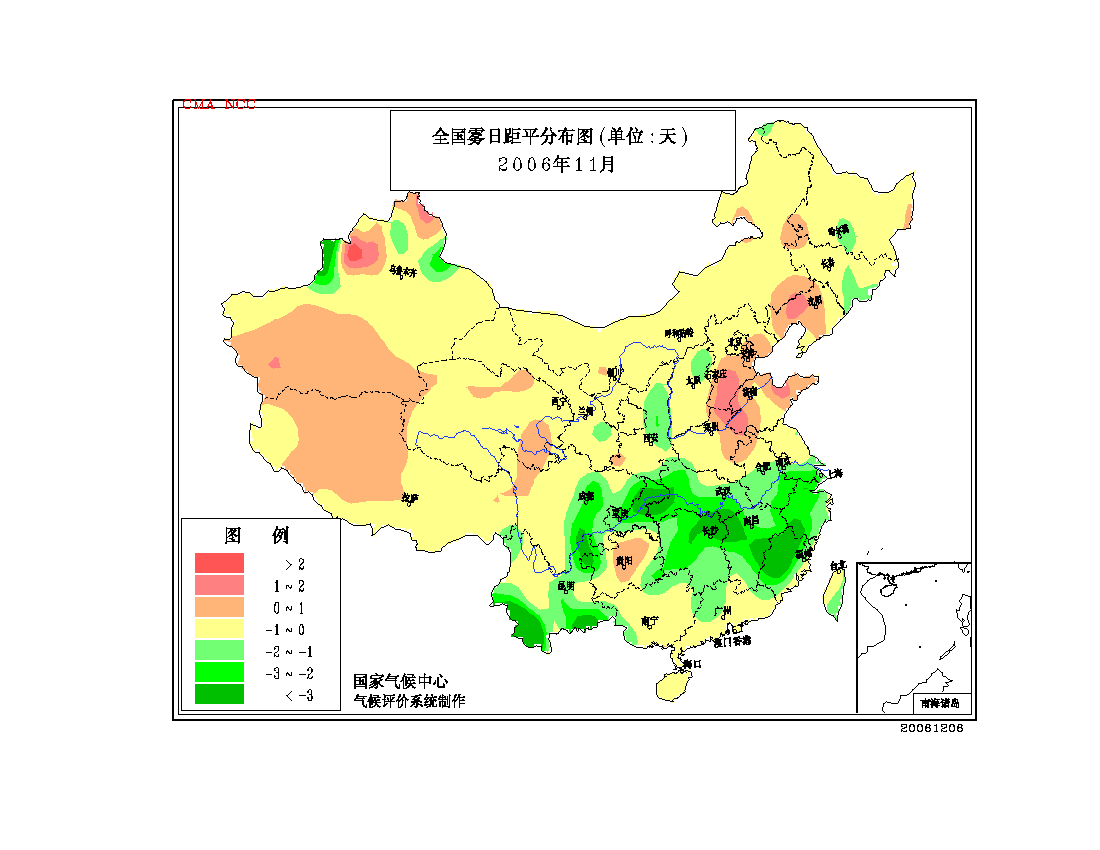 CMA NCC
全国雾日距平分布图(单位:天)
2006年11月
哈尔滨
长春
乌鲁木齐
沈阳
呼和浩特
北京
天津
银川
太原
石家庄
济南
西宁
兰州
西安
郑州
合肥
南京
上海
拉萨
成都
重庆
武汉
南昌
长沙
贵阳
福州
台北
昆明
南宁
广州
澳门香港
海口
图 例
>2
1~2
0~1
-1~0
-2~-1
-3~-2
<-3
国家气候中心
气候评价系统制作
南海诸岛
20061206